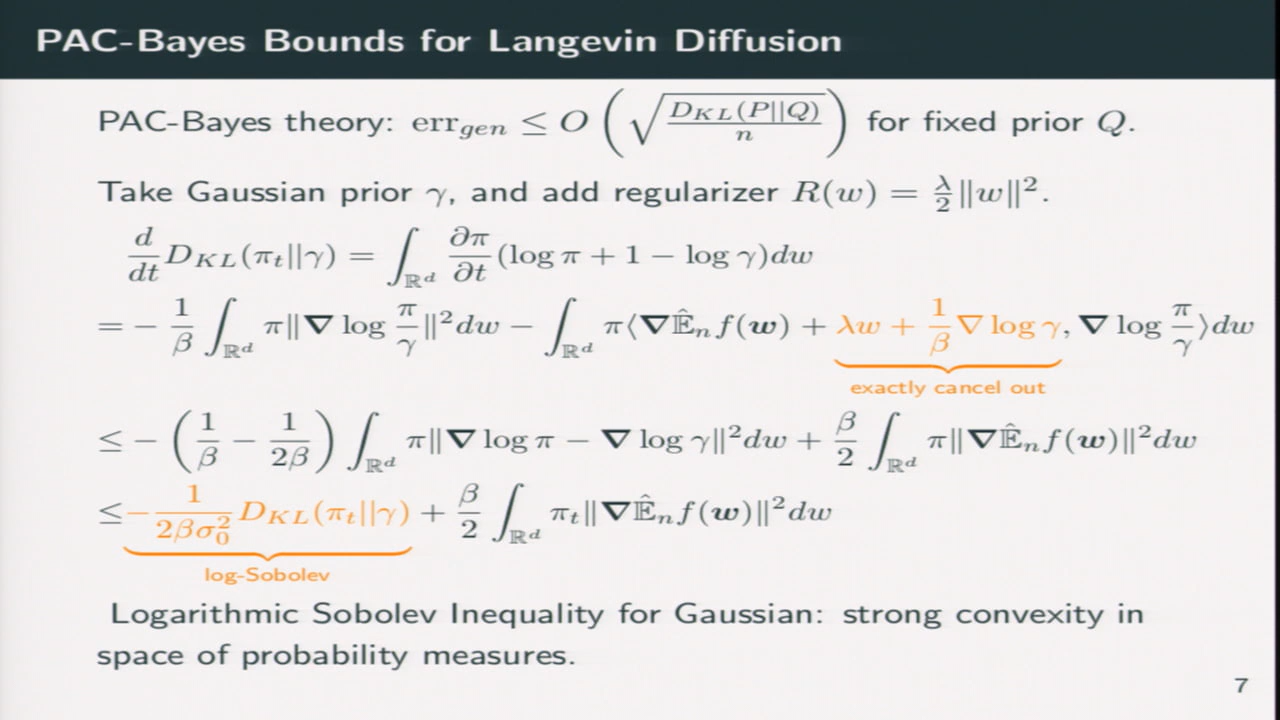 PAC-Bayes Bounds for Langevin Diffusion
PAC-Bayes theory: err_{gen} ≤ O ( √( D_{KL}(P||Q) / n ) ) for fixed prior Q.
Take Gaussian prior γ, and add regularizer R(w) = λ/2 ‖w‖².
d/dt D_{KL}(π_t||γ) = ∫_{ℝ^d} ∂π/∂t (log π + 1 − log γ)dw
= − 1/β ∫_{ℝ^d} π‖∇ log π/γ‖²dw − ∫_{ℝ^d} π⟨∇Ê_n f(w) + λw + 1/β ∇ log γ, ∇ log π/γ⟩dw
exactly cancel out
≤ − (1/β − 1/2β) ∫_{ℝ^d} π‖∇ log π − ∇ log γ‖²dw + β/2 ∫_{ℝ^d} π‖∇Ê_n f(w)‖²dw
≤ − 1/2βσ_0² D_{KL}(π_t||γ) + β/2 ∫_{ℝ^d} π_t‖∇Ê_n f(w)‖²dw
log-Sobolev
Logarithmic Sobolev Inequality for Gaussian: strong convexity in
space of probability measures.
7